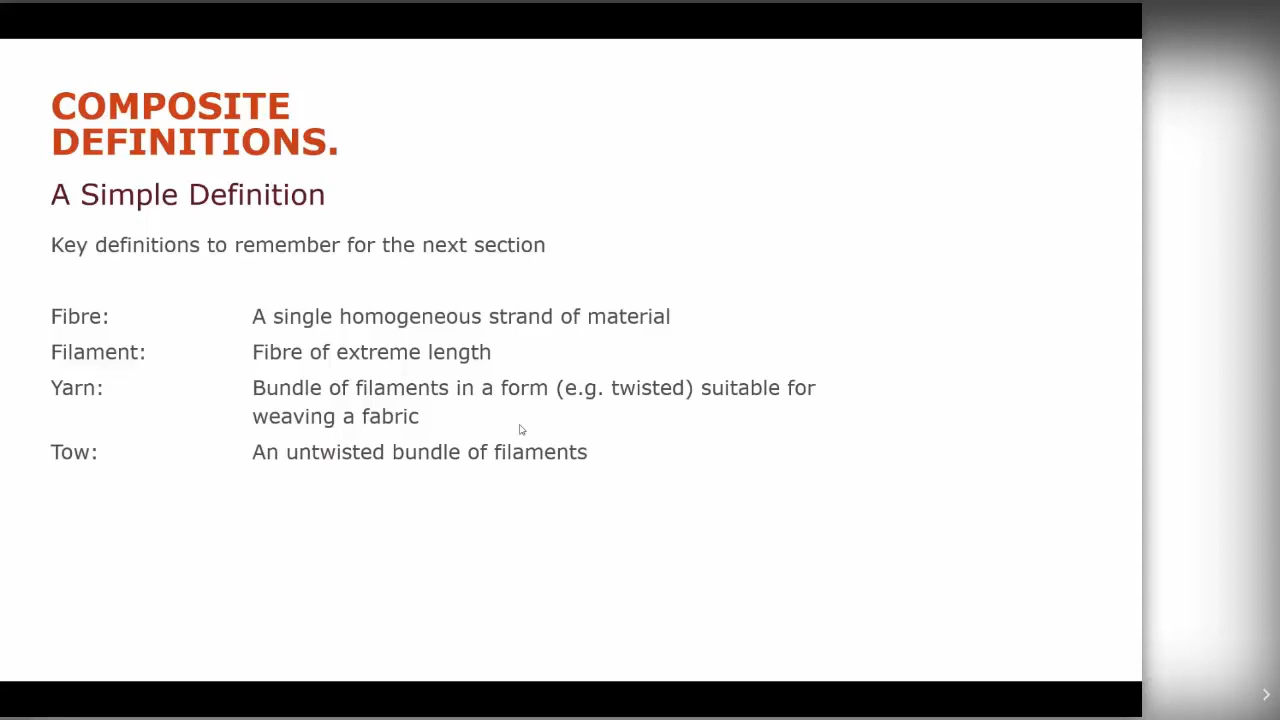 COMPOSITE
DEFINITIONS.
A Simple Definition
Key definitions to remember for the next section
Fibre: A single homogeneous strand of material
Filament: Fibre of extreme length
Yarn: Bundle of filaments in a form (e.g. twisted) suitable for
weaving a fabric
Tow: An untwisted bundle of filaments